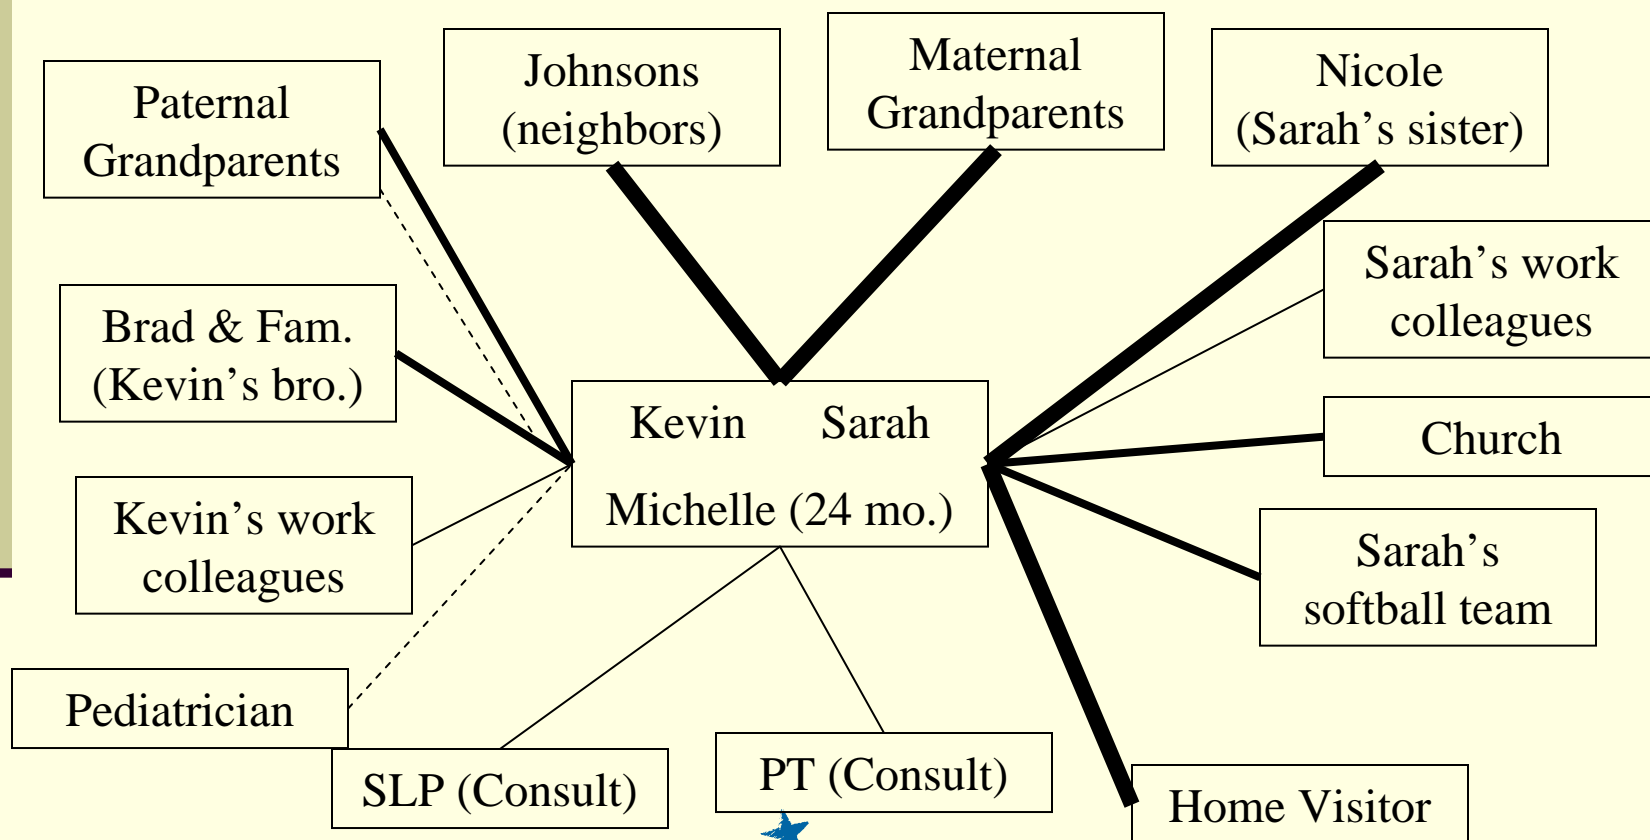 Paternal
Grandparents
Johnsons
(neighbors)
Maternal
Grandparents
Nicole
(Sarah’s sister)
Brad & Fam.
(Kevin’s bro.)
Sarah’s work
colleagues
Kevin Sarah
Michelle (24 mo.)
Church
Kevin’s work
colleagues
Sarah’s
softball team
Pediatrician
SLP (Consult)
PT (Consult)
Home Visitor